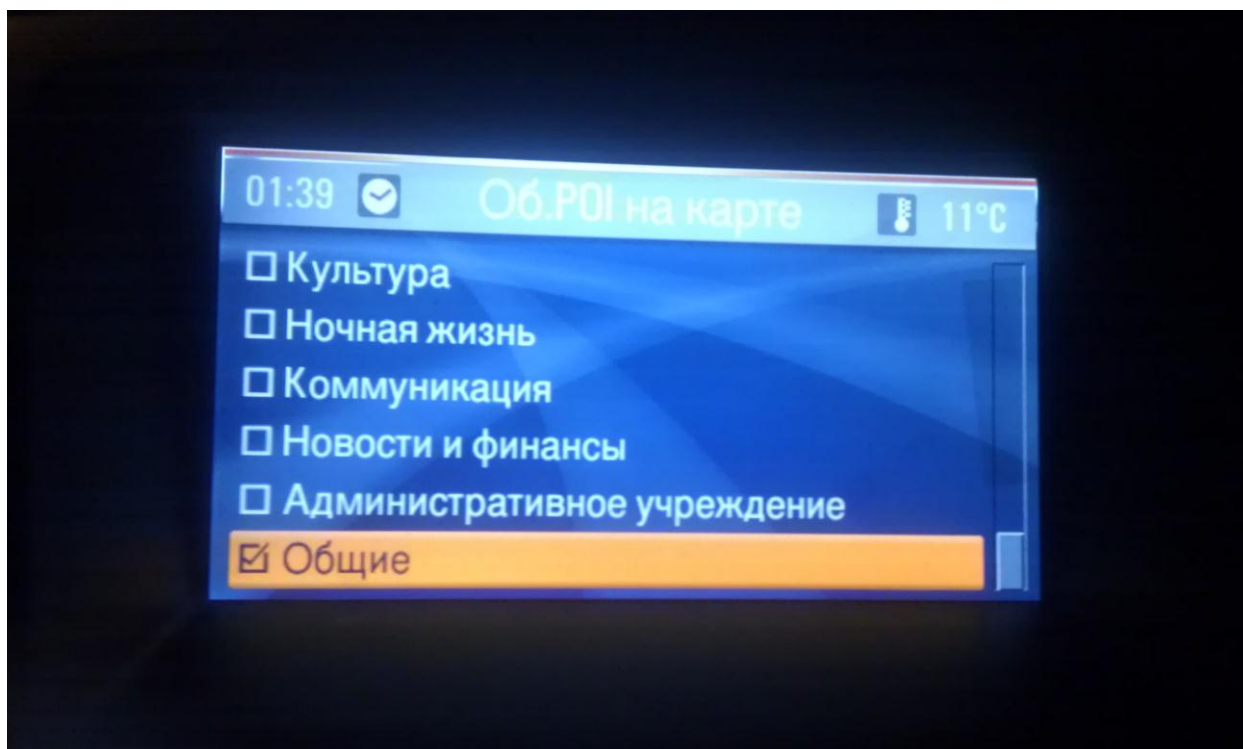 01:39 Об.POI на карте 11°C
Культура
Ночная жизнь
Коммуникация
Новости и финансы
Административное учреждение
Общие